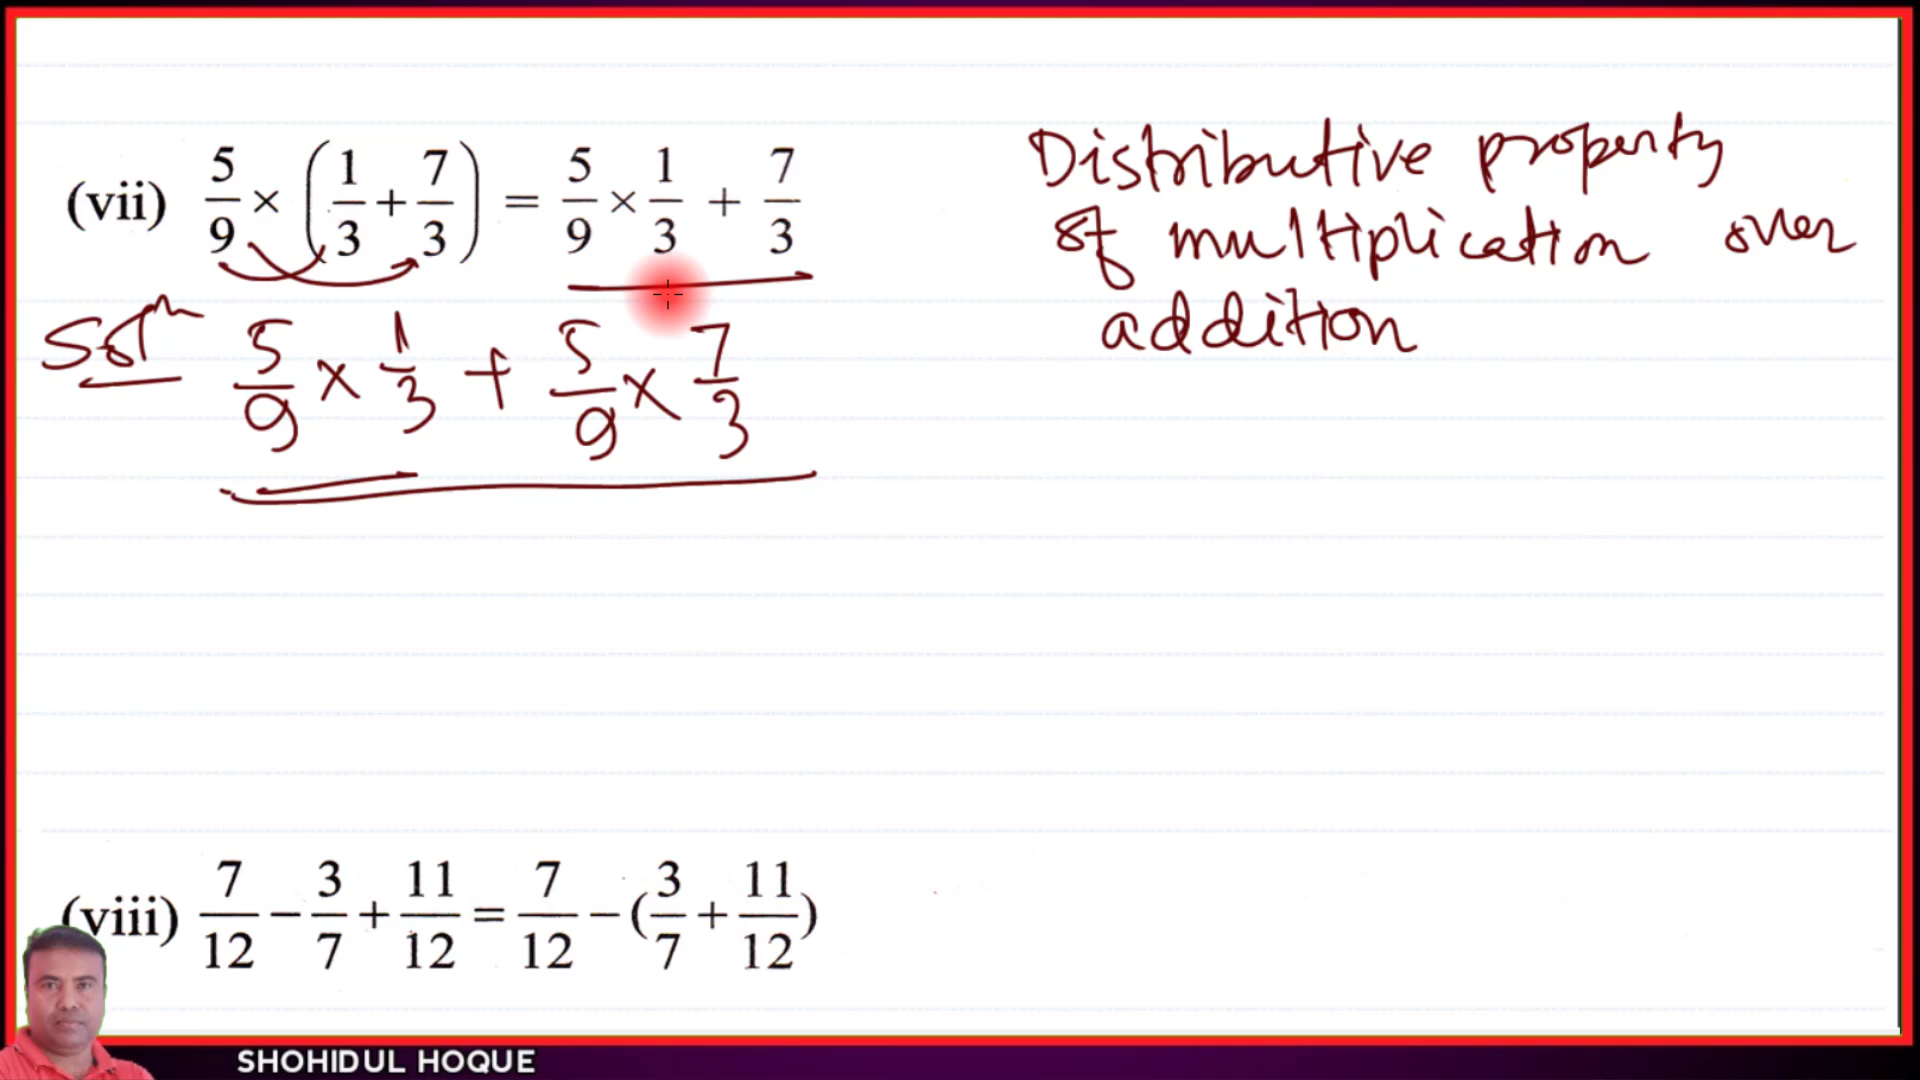 (vii) 5/9 × (1/3 + 7/3) = 5/9 × 1/3 + 7/3
Distributive property
of multiplication over
addition
Solⁿ 5/9 × 1/3 + 5/9 × 7/3
(viii) 7/12 − 3/7 + 11/12 = 7/12 − (3/7 + 11/12)
SHOHIDUL HOQUE